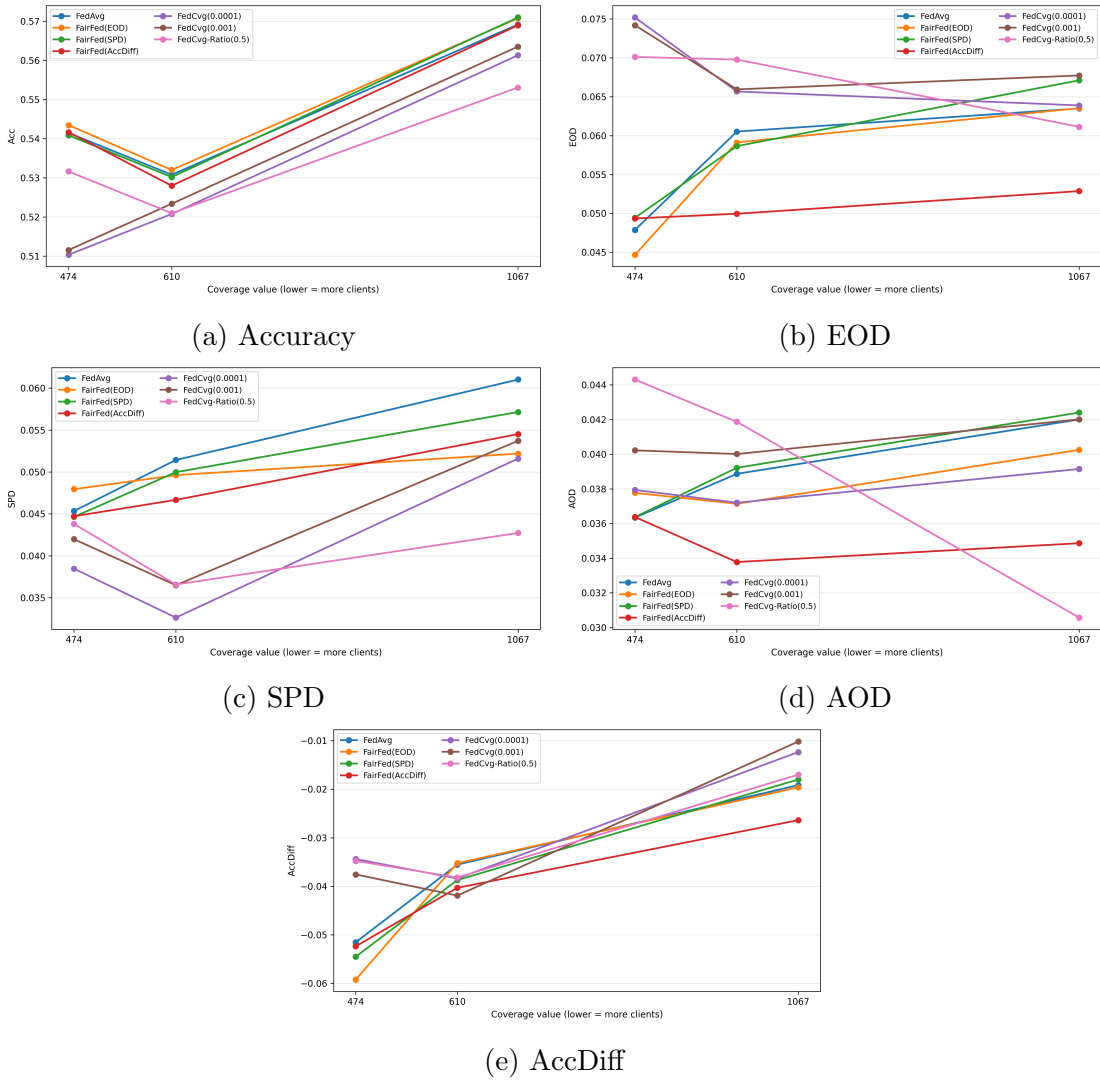 0.57
0.56
0.55
0.54
0.53
0.52
0.51
Acc
FedAvg
FairFed(EOD)
FairFed(SPD)
FairFed(AccDiff)
FedCvg(0.0001)
FedCvg(0.001)
FedCvg-Ratio(0.5)
474 610 1067
Coverage value (lower = more clients)
(a) Accuracy
0.075
0.070
0.065
0.060
0.055
0.050
0.045
EOD
FedAvg
FairFed(EOD)
FairFed(SPD)
FairFed(AccDiff)
FedCvg(0.0001)
FedCvg(0.001)
FedCvg-Ratio(0.5)
474 610 1067
Coverage value (lower = more clients)
(b) EOD
0.060
0.055
0.050
0.045
0.040
0.035
SPD
FedAvg
FairFed(EOD)
FairFed(SPD)
FairFed(AccDiff)
FedCvg(0.0001)
FedCvg(0.001)
FedCvg-Ratio(0.5)
474 610 1067
Coverage value (lower = more clients)
(c) SPD
0.044
0.042
0.040
0.038
0.036
0.034
0.032
0.030
AOD
FedAvg
FairFed(EOD)
FairFed(SPD)
FairFed(AccDiff)
FedCvg(0.0001)
FedCvg(0.001)
FedCvg-Ratio(0.5)
474 610 1067
Coverage value (lower = more clients)
(d) AOD
−0.01
−0.02
−0.03
−0.04
−0.05
−0.06
AccDiff
FedAvg
FairFed(EOD)
FairFed(SPD)
FairFed(AccDiff)
FedCvg(0.0001)
FedCvg(0.001)
FedCvg-Ratio(0.5)
474 610 1067
Coverage value (lower = more clients)
(e) AccDiff